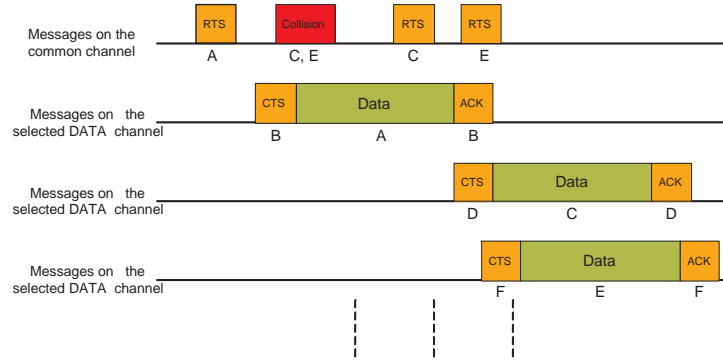 RTS Collision RTS RTS
Messages on the
common channel
A C, E C E
Messages on the
selected DATA channel
CTS Data ACK
B A B
Messages on the
selected DATA channel
CTS Data ACK
D C D
Messages on the
selected DATA channel
CTS Data ACK
F E F